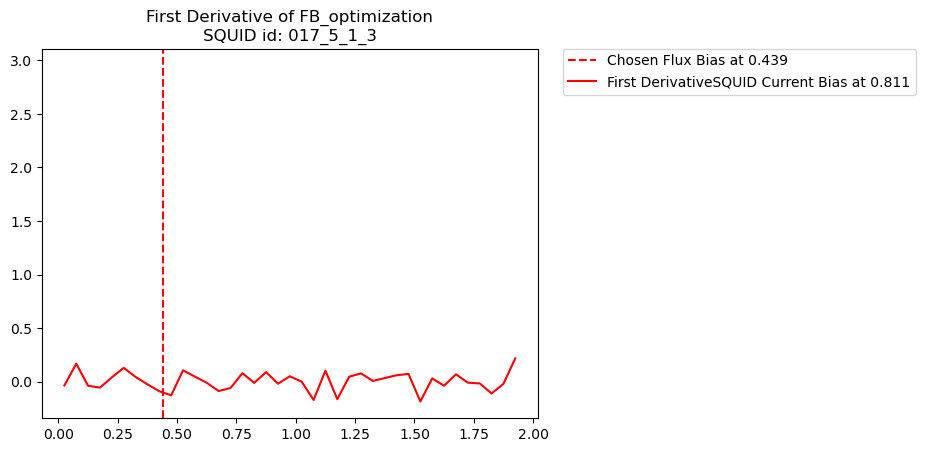 First Derivative of FB_optimization
SQUID id: 017_5_1_3
Chosen Flux Bias at 0.439
First DerivativeSQUID Current Bias at 0.811
3.0
2.5
2.0
1.5
1.0
0.5
0.0
0.00 0.25 0.50 0.75 1.00 1.25 1.50 1.75 2.00